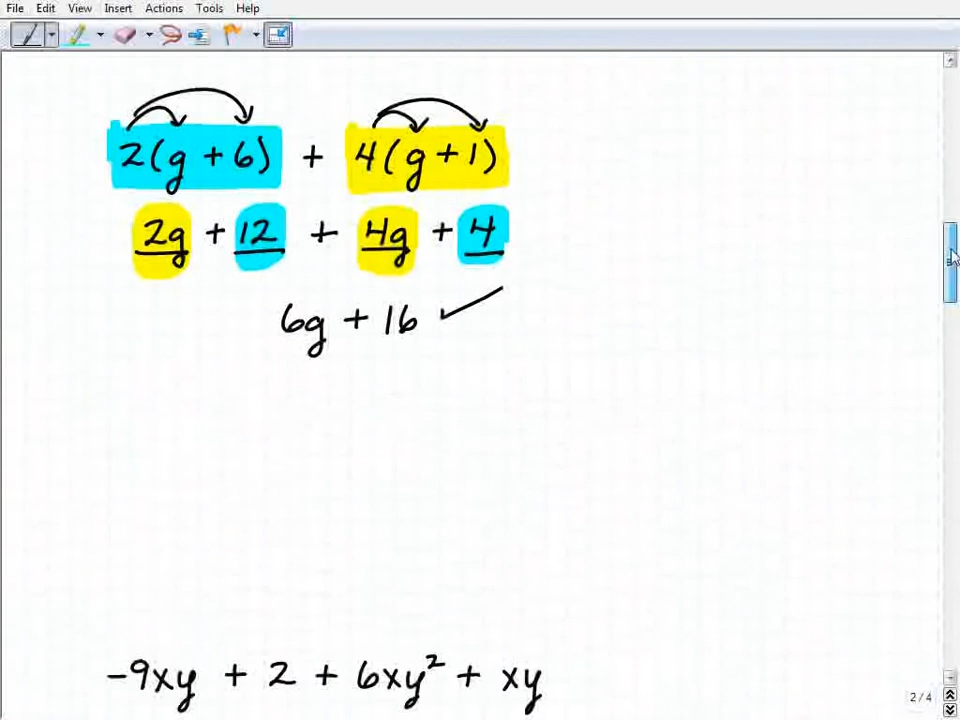 File Edit View Insert Actions Tools Help
2(g + 6) + 4(g + 1)
2g + 12 + 4g + 4
6g + 16 ✓
-9xy + 2 + 6xy² + xy
2/4